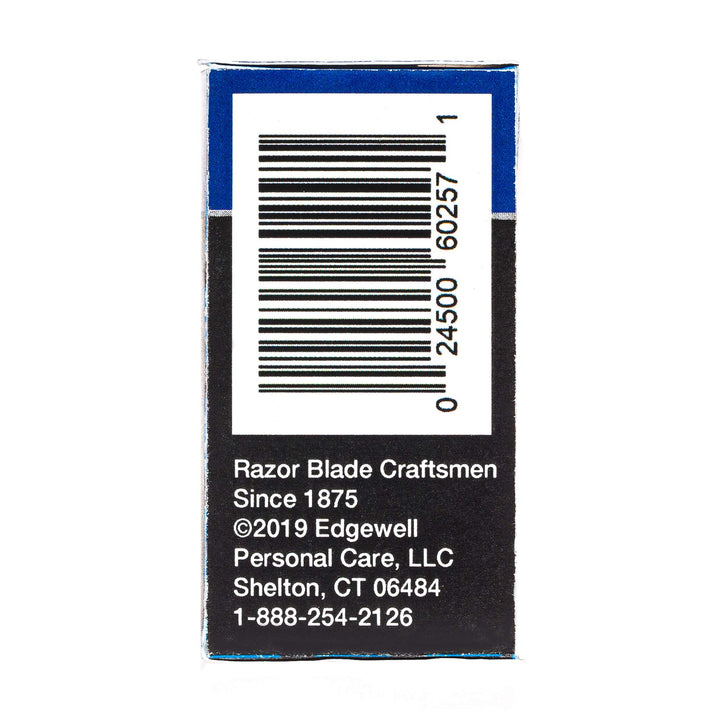 0 24500 60257 1
Razor Blade Craftsmen
Since 1875
©2019 Edgewell
Personal Care, LLC
Shelton, CT 06484
1-888-254-2126